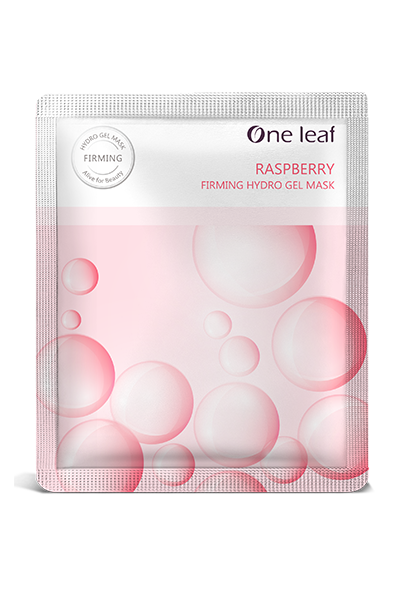 One leaf
HYDRO GEL MASK
FIRMING
Alive for Beauty
RASPBERRY
FIRMING HYDRO GEL MASK